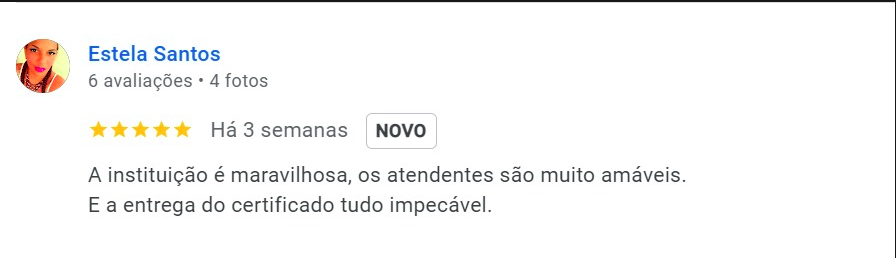 Estela Santos
6 avaliações • 4 fotos
Há 3 semanas NOVO
A instituição é maravilhosa, os atendentes são muito amáveis.
E a entrega do certificado tudo impecável.